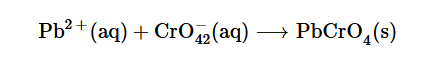 Pb²⁺(aq) + CrO₄₂⁻(aq) ⟶ PbCrO₄(s)